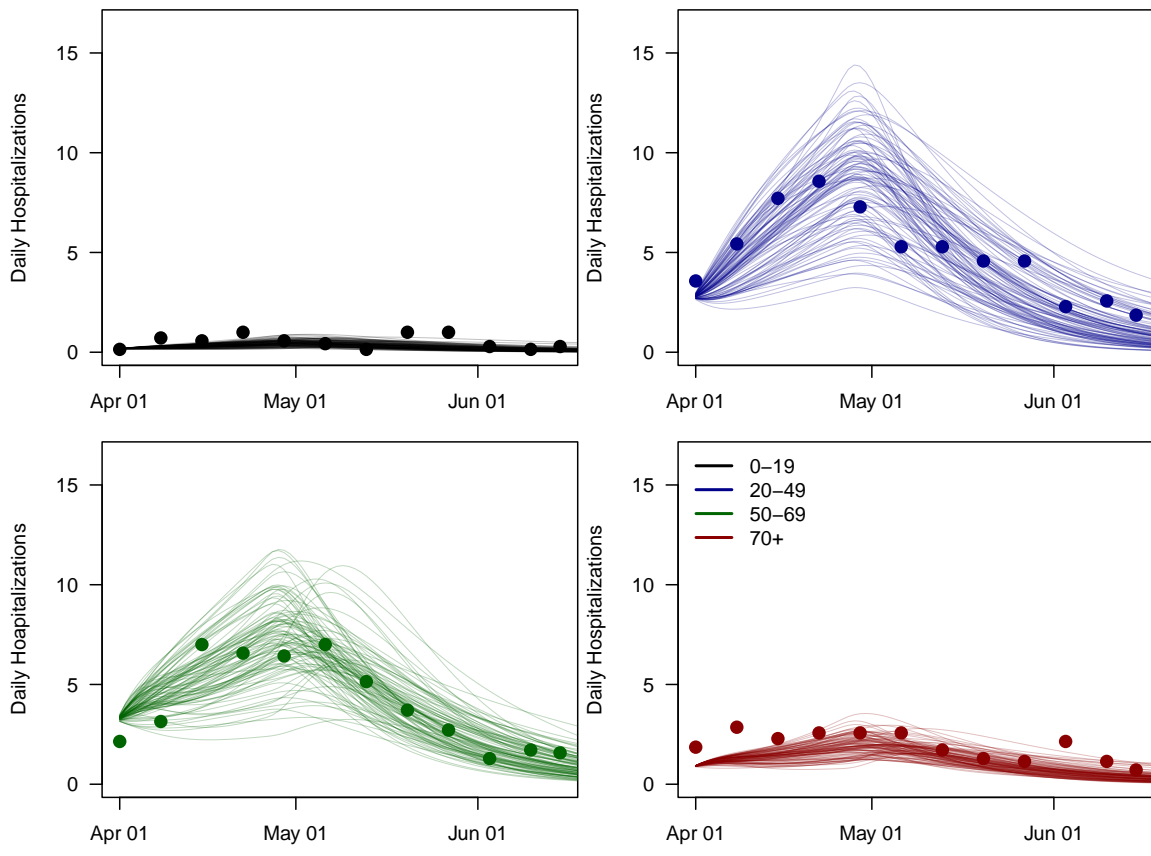 Daily Hospitalizations
15
10
5
0
Apr 01 May 01 Jun 01
Daily Haspitalizations
15
10
5
0
Apr 01 May 01 Jun 01
Daily Hoapitalizations
15
10
5
0
Apr 01 May 01 Jun 01
Daily Hospitalizations
15
10
5
0
Apr 01 May 01 Jun 01
0−19
20−49
50−69
70+